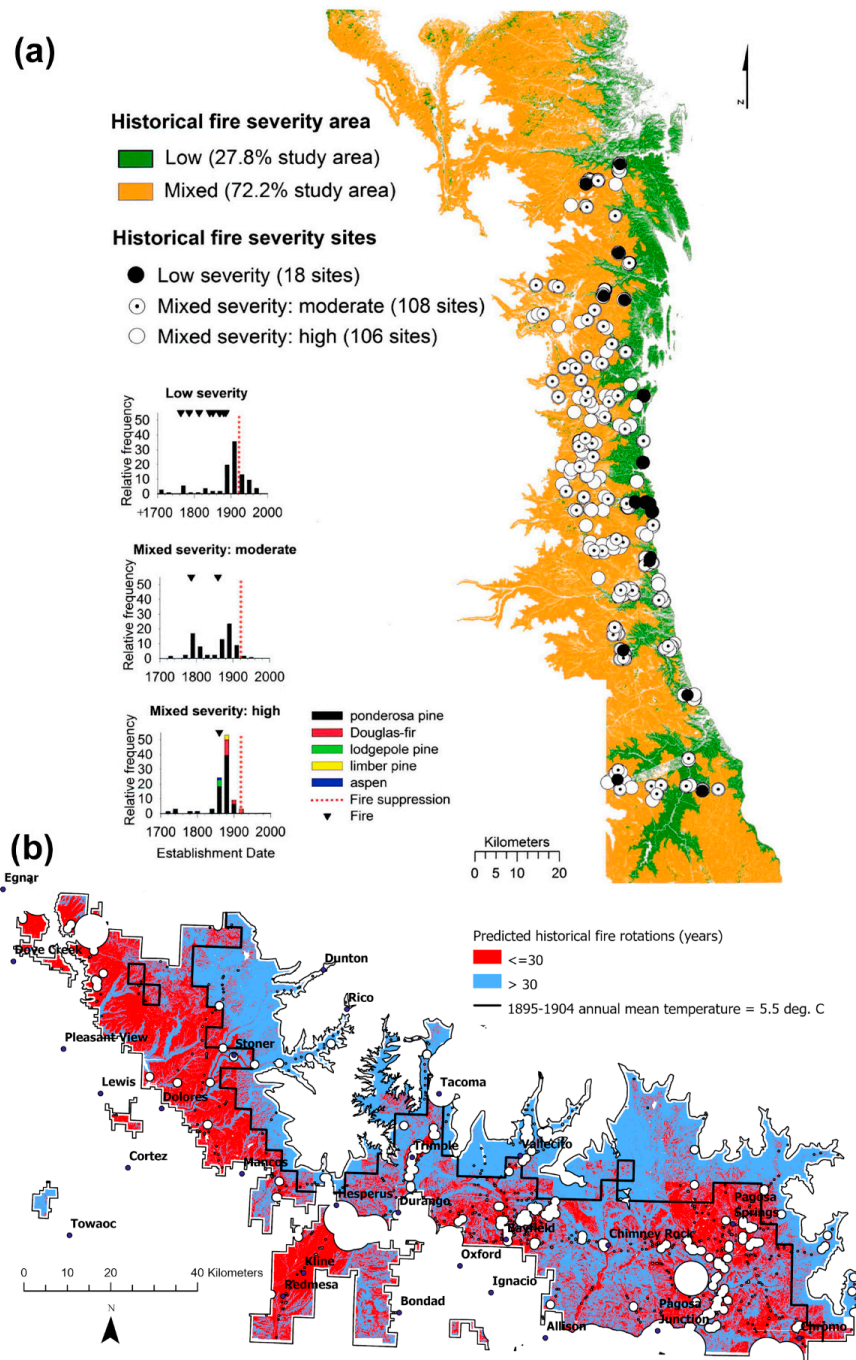 (a)
Historical fire severity area
Low (27.8% study area)
Mixed (72.2% study area)
Historical fire severity sites
Low severity (18 sites)
Mixed severity: moderate (108 sites)
Mixed severity: high (106 sites)
N
Low severity
Relative frequency
50
40
30
20
10
0
+1700 1800 1900 2000
Mixed severity: moderate
Relative frequency
50
40
30
20
10
0
1700 1800 1900 2000
Mixed severity: high
Relative frequency
50
40
30
20
10
0
1700 1800 1900 2000
Establishment Date
ponderosa pine
Douglas-fir
lodgepole pine
limber pine
aspen
Fire suppression
Fire
Kilometers
0 5 10 20
(b)
Egnar
Predicted historical fire rotations (years)
<=30
> 30
1895-1904 annual mean temperature = 5.5 deg. C
Dove Creek
Dunton
Rico
Pleasant View
Stoner
Lewis
Dolores
Tacoma
Cortez
Mancos
Trimple
Vallecito
Towaoc
Hesperus
Durango
Bayfield
Chimney Rock
Pagosa
Springs
Kline
Oxford
Redmesa
Ignacio
Bondad
Allison
Pagosa
Junction
Chromo
0 10 20 40 Kilometers
N